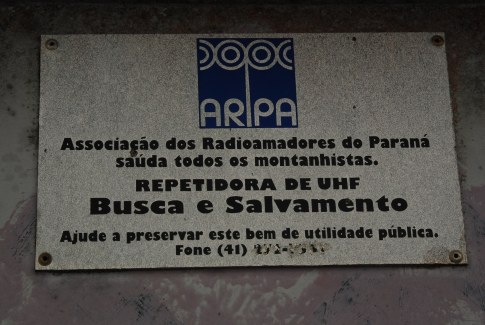 ARPA
Associação dos Radioamadores do Paraná
saúda todos os montanhistas.
REPETIDORA DE UHF
Busca e Salvamento
Ajude a preservar este bem de utilidade pública.
Fone (41)